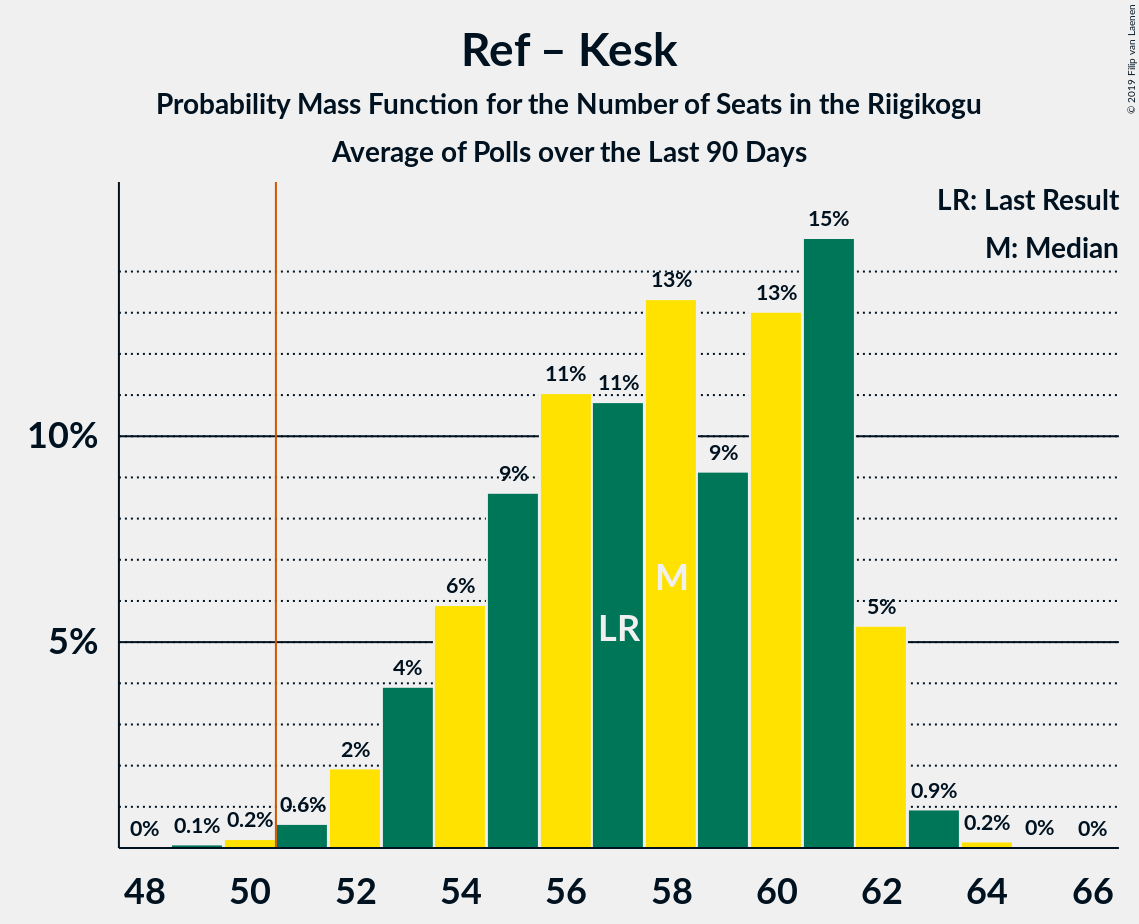 Ref – Kesk
Probability Mass Function for the Number of Seats in the Riigikogu
Average of Polls over the Last 90 Days
© 2019 Filip van Laenen
LR: Last Result
M: Median
15%
13%
13%
11%
11%
10%
9%
9%
6%
M
5%
LR
5%
4%
2%
0.9%
0.6%
0%
0.1%
0.2%
0.2%
0%
0%
48 50 52 54 56 58 60 62 64 66